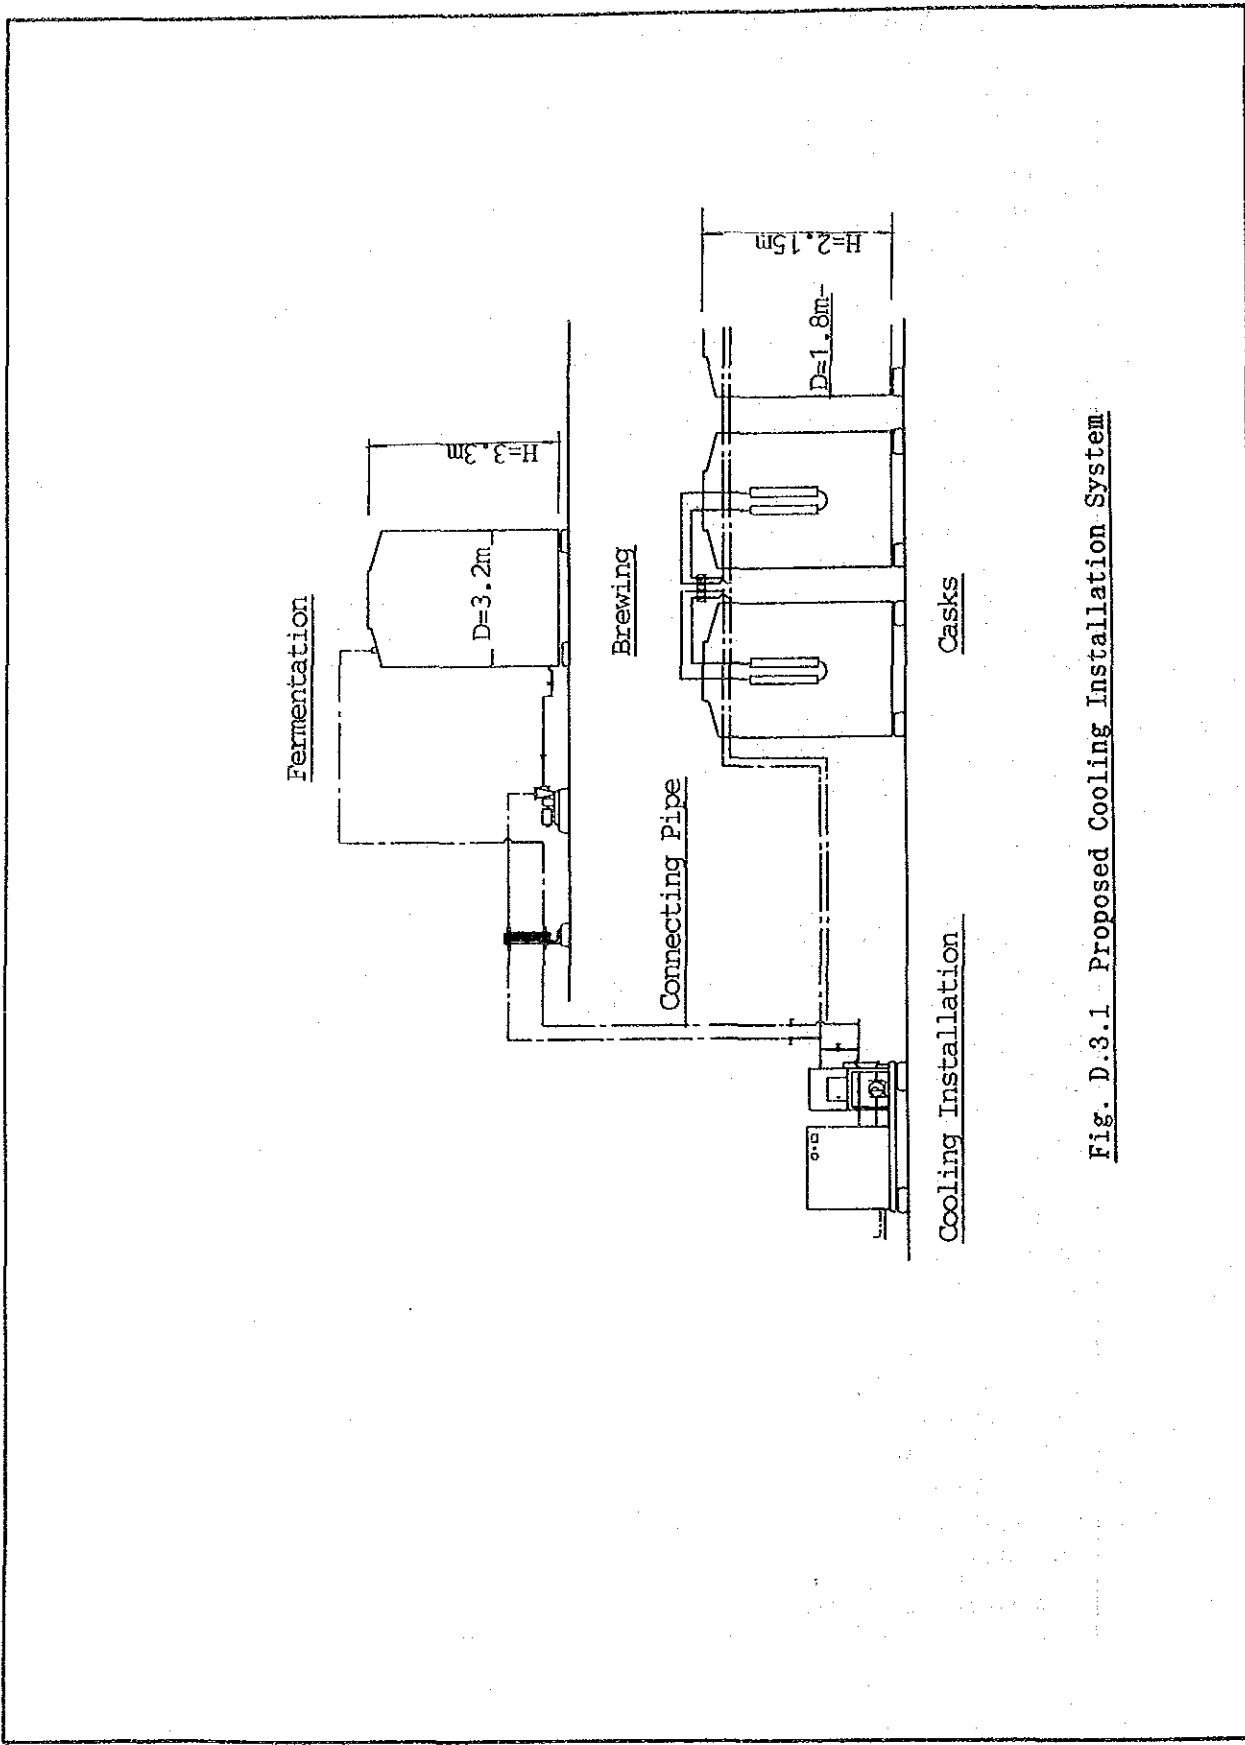 Fermentation
H=3.3m
D=3.2m
Brewing
Connecting Pipe
H=2.15m
D=1.8m
Cooling Installation
Casks
Fig. D.3.1 Proposed Cooling Installation System